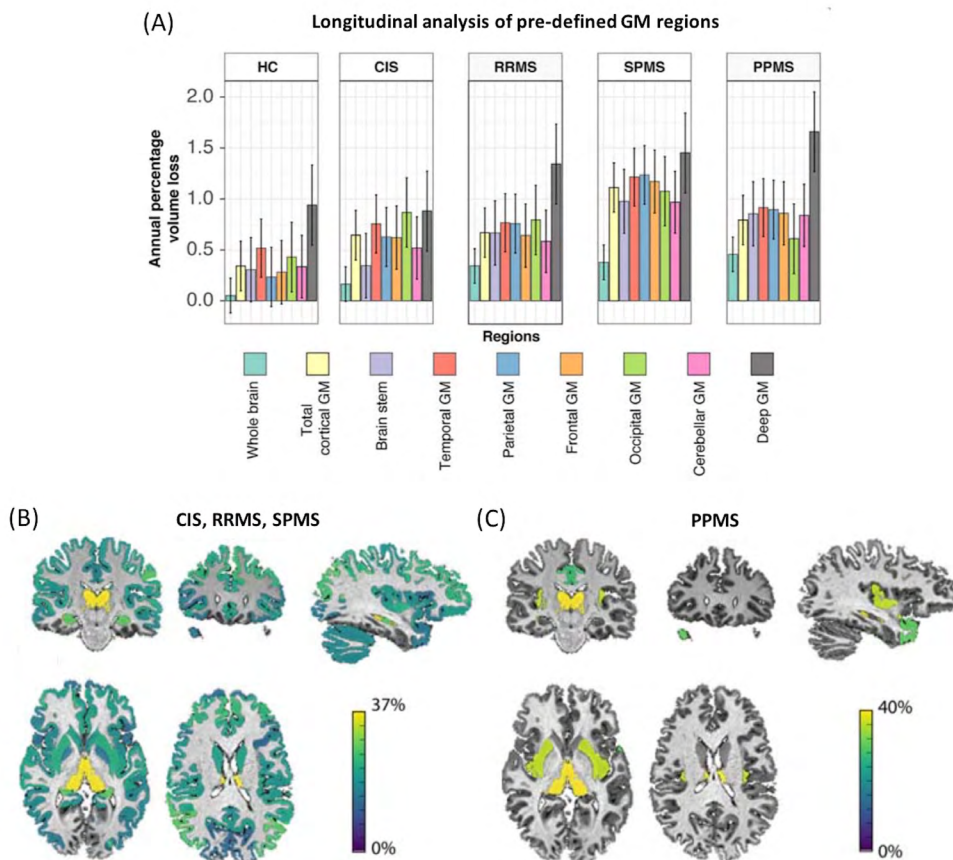 (A) Longitudinal analysis of pre-defined GM regions
HC CIS RRMS SPMS PPMS
Annual percentage
volume loss
2.0
1.5
1.0
0.5
0.0
Regions
Whole brain
Total
cortical GM
Brain stem
Temporal GM
Parietal GM
Frontal GM
Occipital GM
Cerebellar GM
Deep GM
(B) CIS, RRMS, SPMS
37%
0%
(C) PPMS
40%
0%